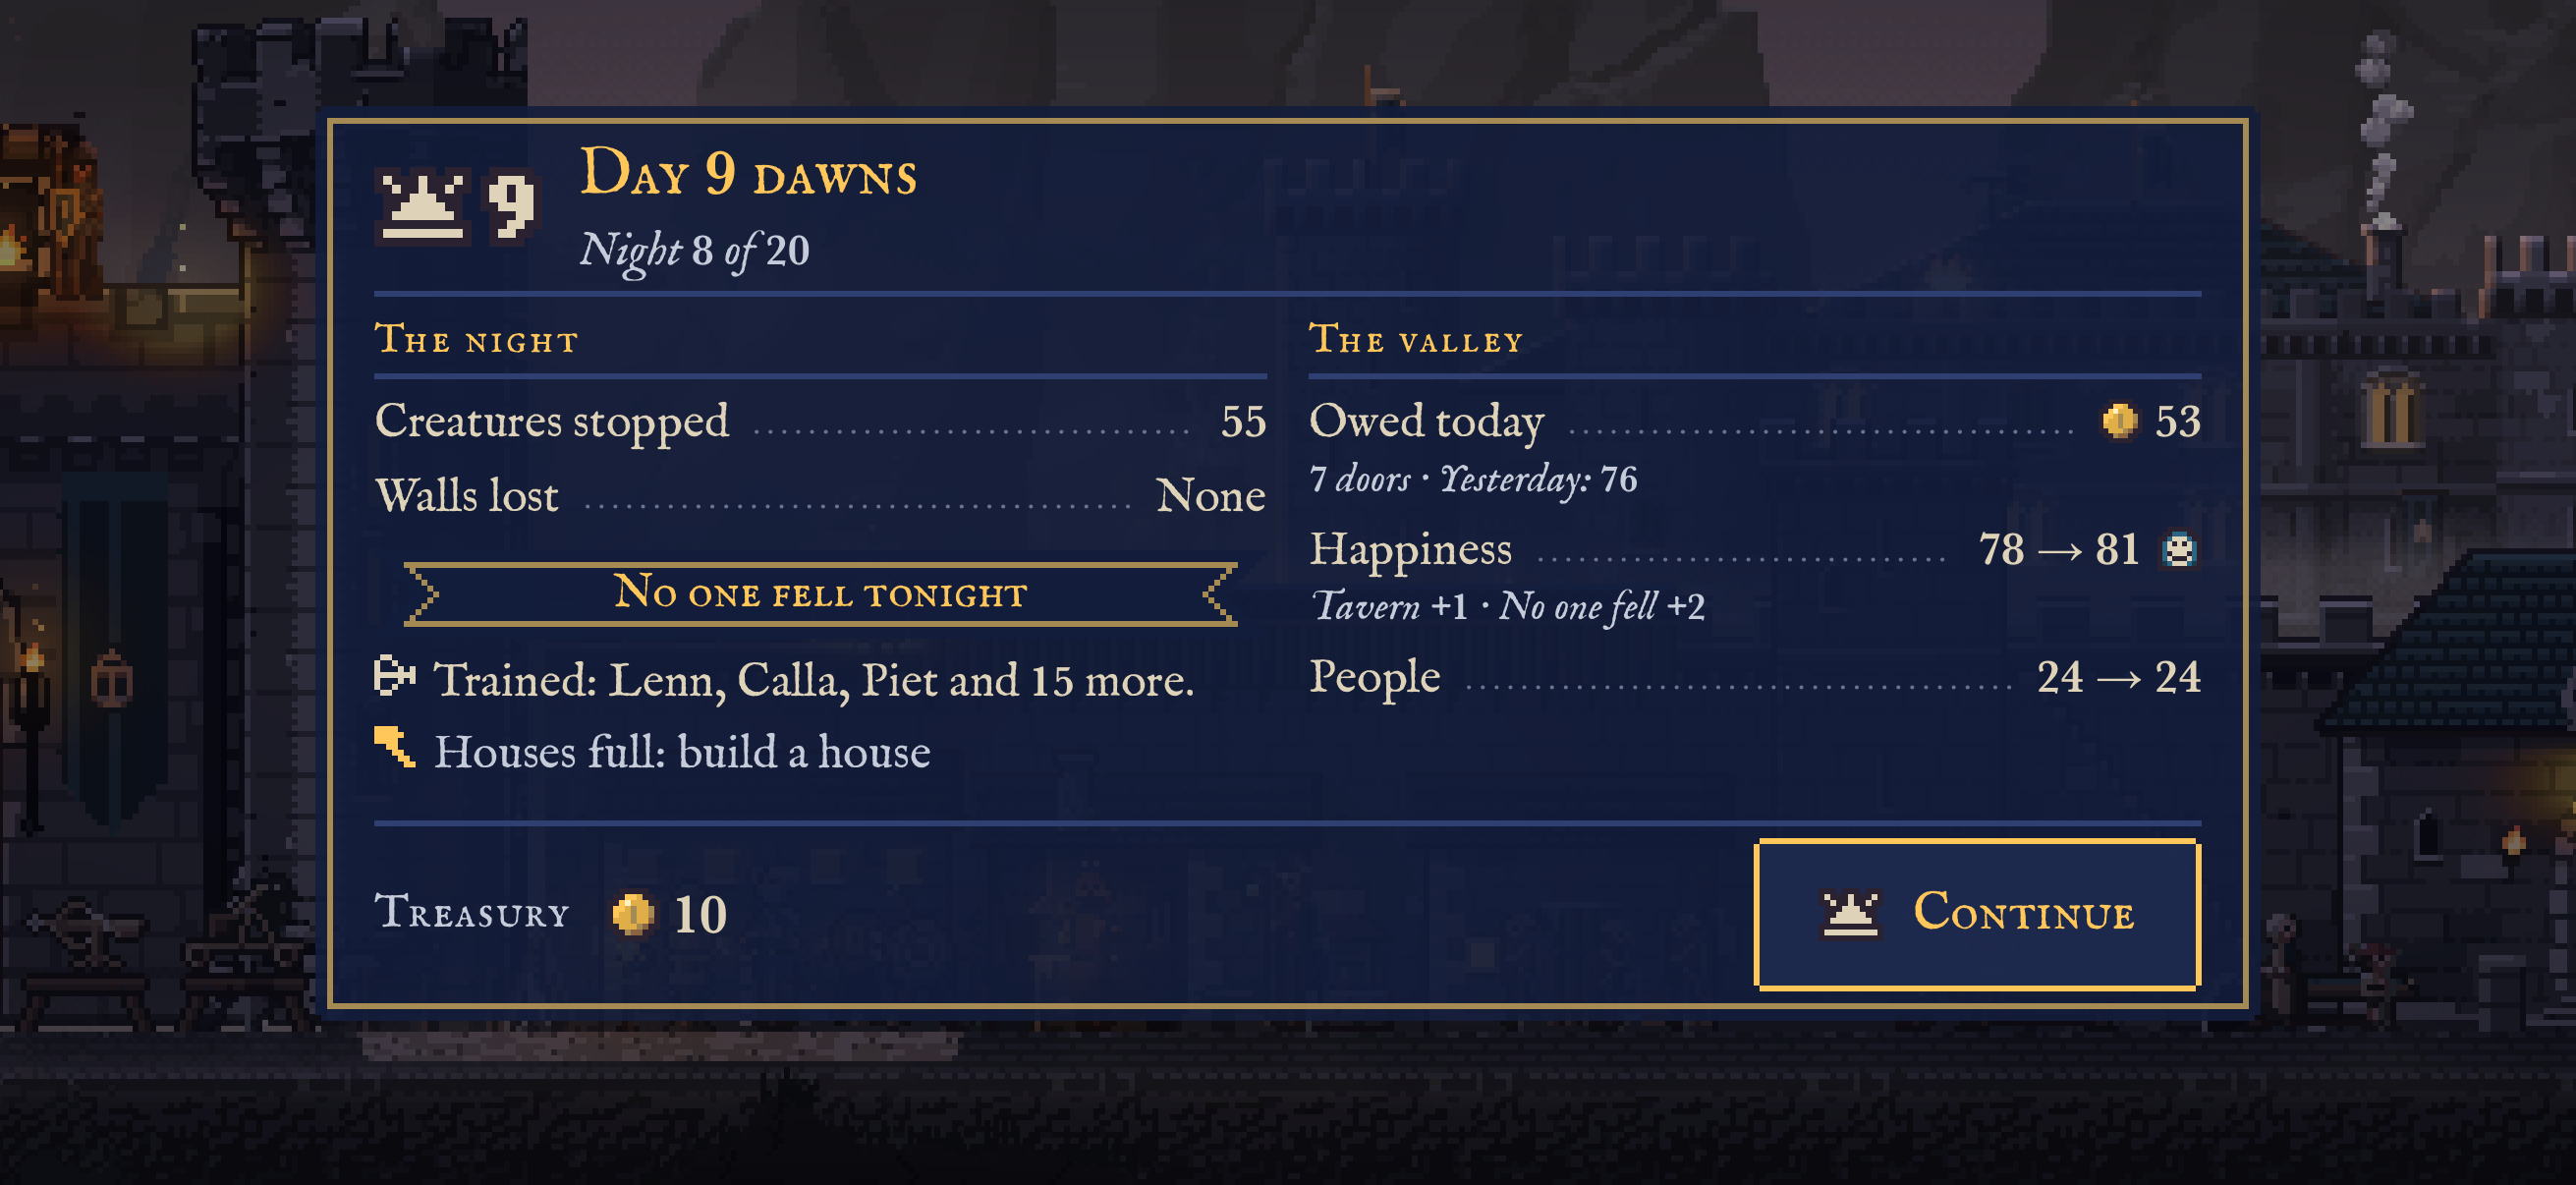 9
Day 9 dawns
Night 8 of 20
The night
Creatures stopped 55
Walls lost None
No one fell tonight
Trained: Lenn, Calla, Piet and 15 more.
Houses full: build a house
The valley
Owed today 53
7 doors · Yesterday: 76
Happiness 78 → 81
Tavern +1 · No one fell +2
People 24 → 24
Treasury 10
Continue